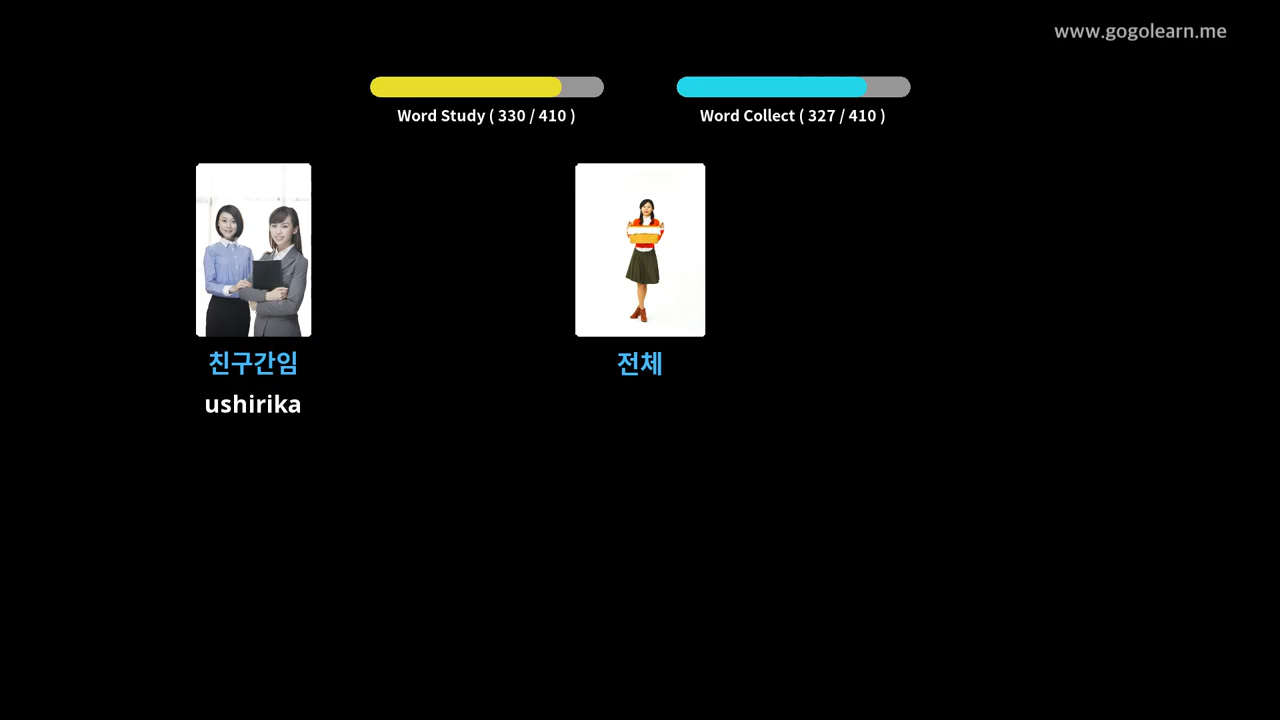 www.gogolearn.me
Word Study ( 330 / 410 )
Word Collect ( 327 / 410 )
친구간임
전체
ushirika